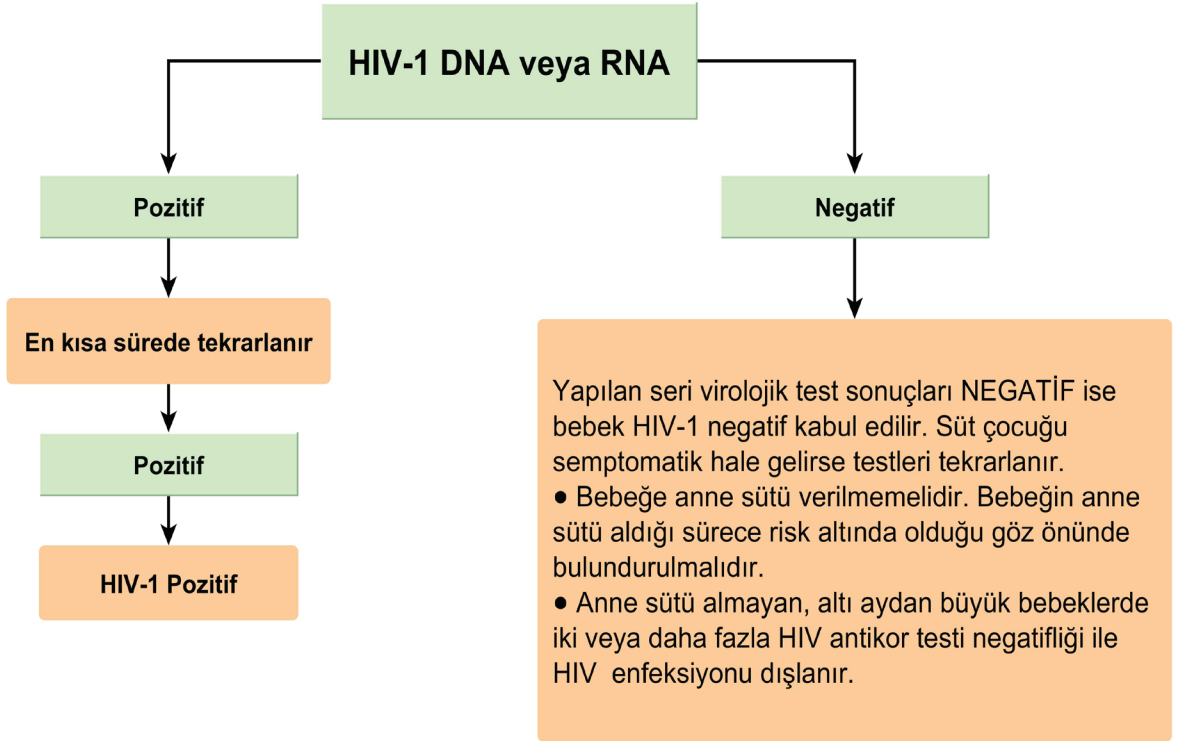 HIV-1 DNA veya RNA
Pozitif
Negatif
En kısa sürede tekrarlanır
Pozitif
HIV-1 Pozitif
Yapılan seri virolojik test sonuçları NEGATİF ise
bebek HIV-1 negatif kabul edilir. Süt çocuğu
semptomatik hale gelirse testleri tekrarlanır.
● Bebeğe anne sütü verilmemelidir. Bebeğin anne
sütü aldığı sürece risk altında olduğu göz önünde
bulundurulmalıdır.
● Anne sütü almayan, altı aydan büyük bebeklerde
iki veya daha fazla HIV antikor testi negatifliği ile
HIV  enfeksiyonu dışlanır.